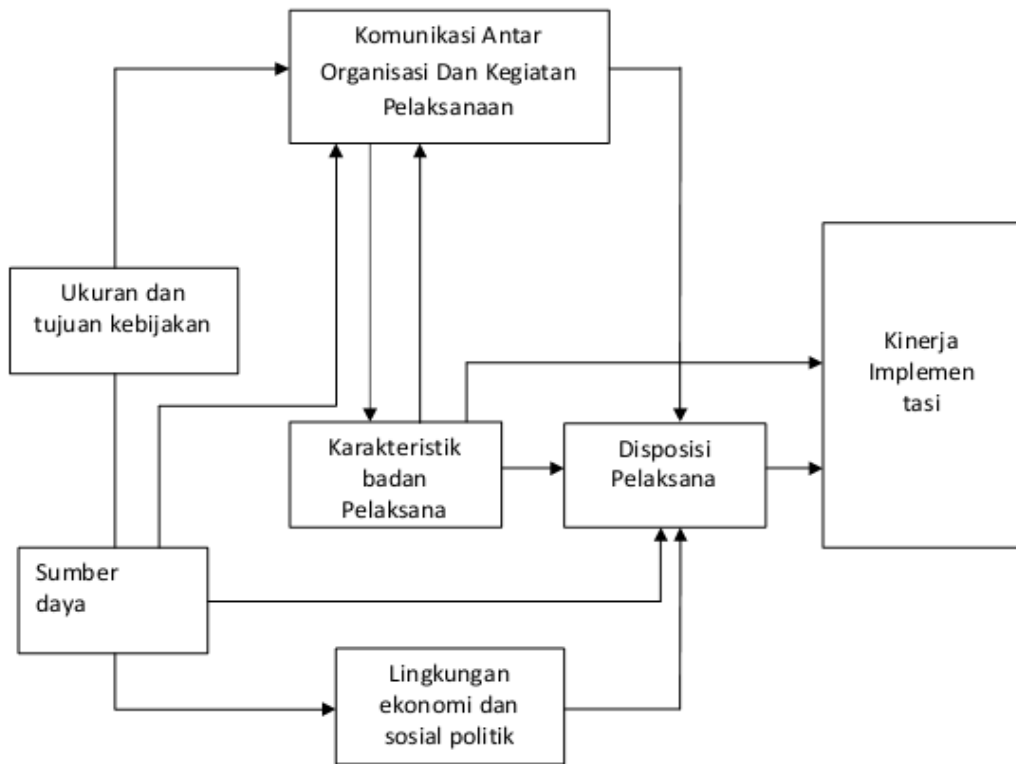 Komunikasi Antar
Organisasi Dan Kegiatan
Pelaksanaan
Ukuran dan
tujuan kebijakan
Kinerja
Implemen
tasi
Karakteristik
badan
Pelaksana
Disposisi
Pelaksana
Sumber
daya
Lingkungan
ekonomi dan
sosial politik